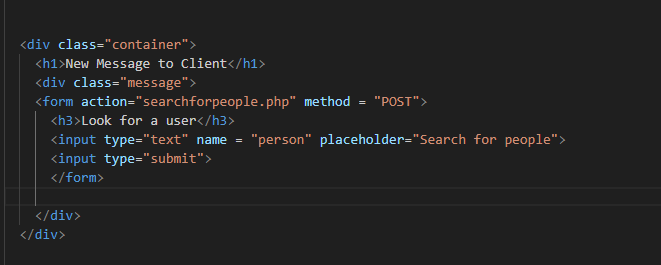 <div class="container">
<h1>New Message to Client</h1>
<div class="message">
<form action="searchforpeople.php" method = "POST">
<h3>Look for a user</h3>
<input type="text" name = "person" placeholder="Search for people">
<input type="submit">
</form>
</div>
</div>